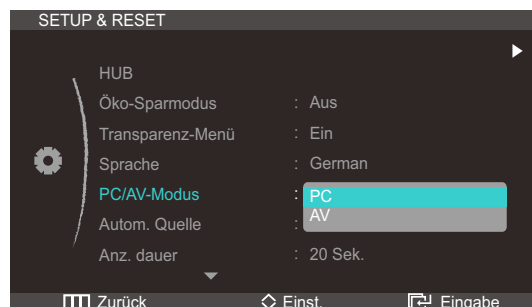 SETUP & RESET
HUB
Öko-Sparmodus : Aus
Transparenz-Menü : Ein
Sprache : German
PC/AV-Modus : PC
Autom. Quelle : AV
Anz. dauer : 20 Sek.
Zurück Einst. Eingabe